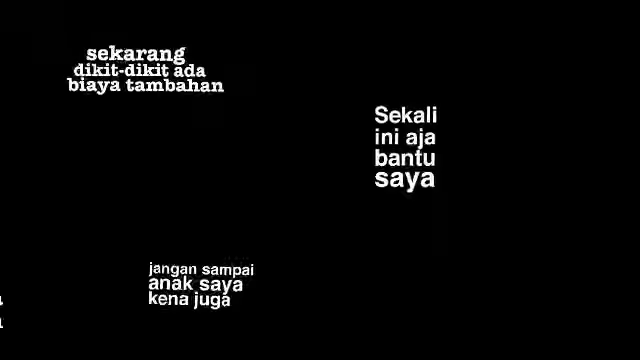 sekarang
dikit-dikit ada
biaya tambahan
Sekali
ini aja
bantu
saya
jangan sampai
anak saya
kena juga